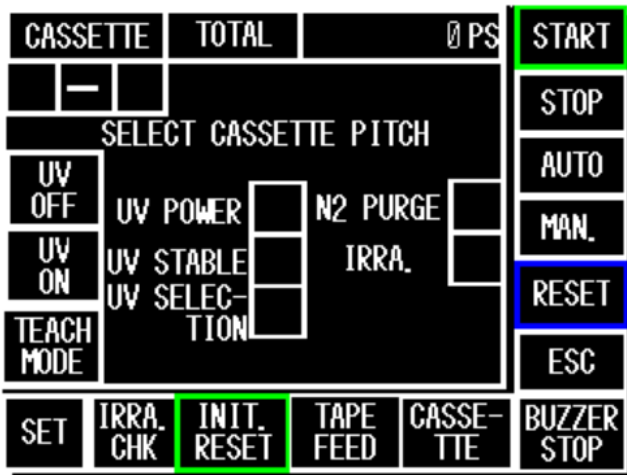 CASSETTE TOTAL 0 PS START
– STOP
SELECT CASSETTE PITCH
AUTO
UV
OFF
UV POWER N2 PURGE
MAN.
UV
ON
UV STABLE IRRA.
RESET
UV SELEC-
TION
TEACH
MODE
ESC
SET
IRRA.
CHK
INIT.
RESET
TAPE
FEED
CASSE-
TTE
BUZZER
STOP